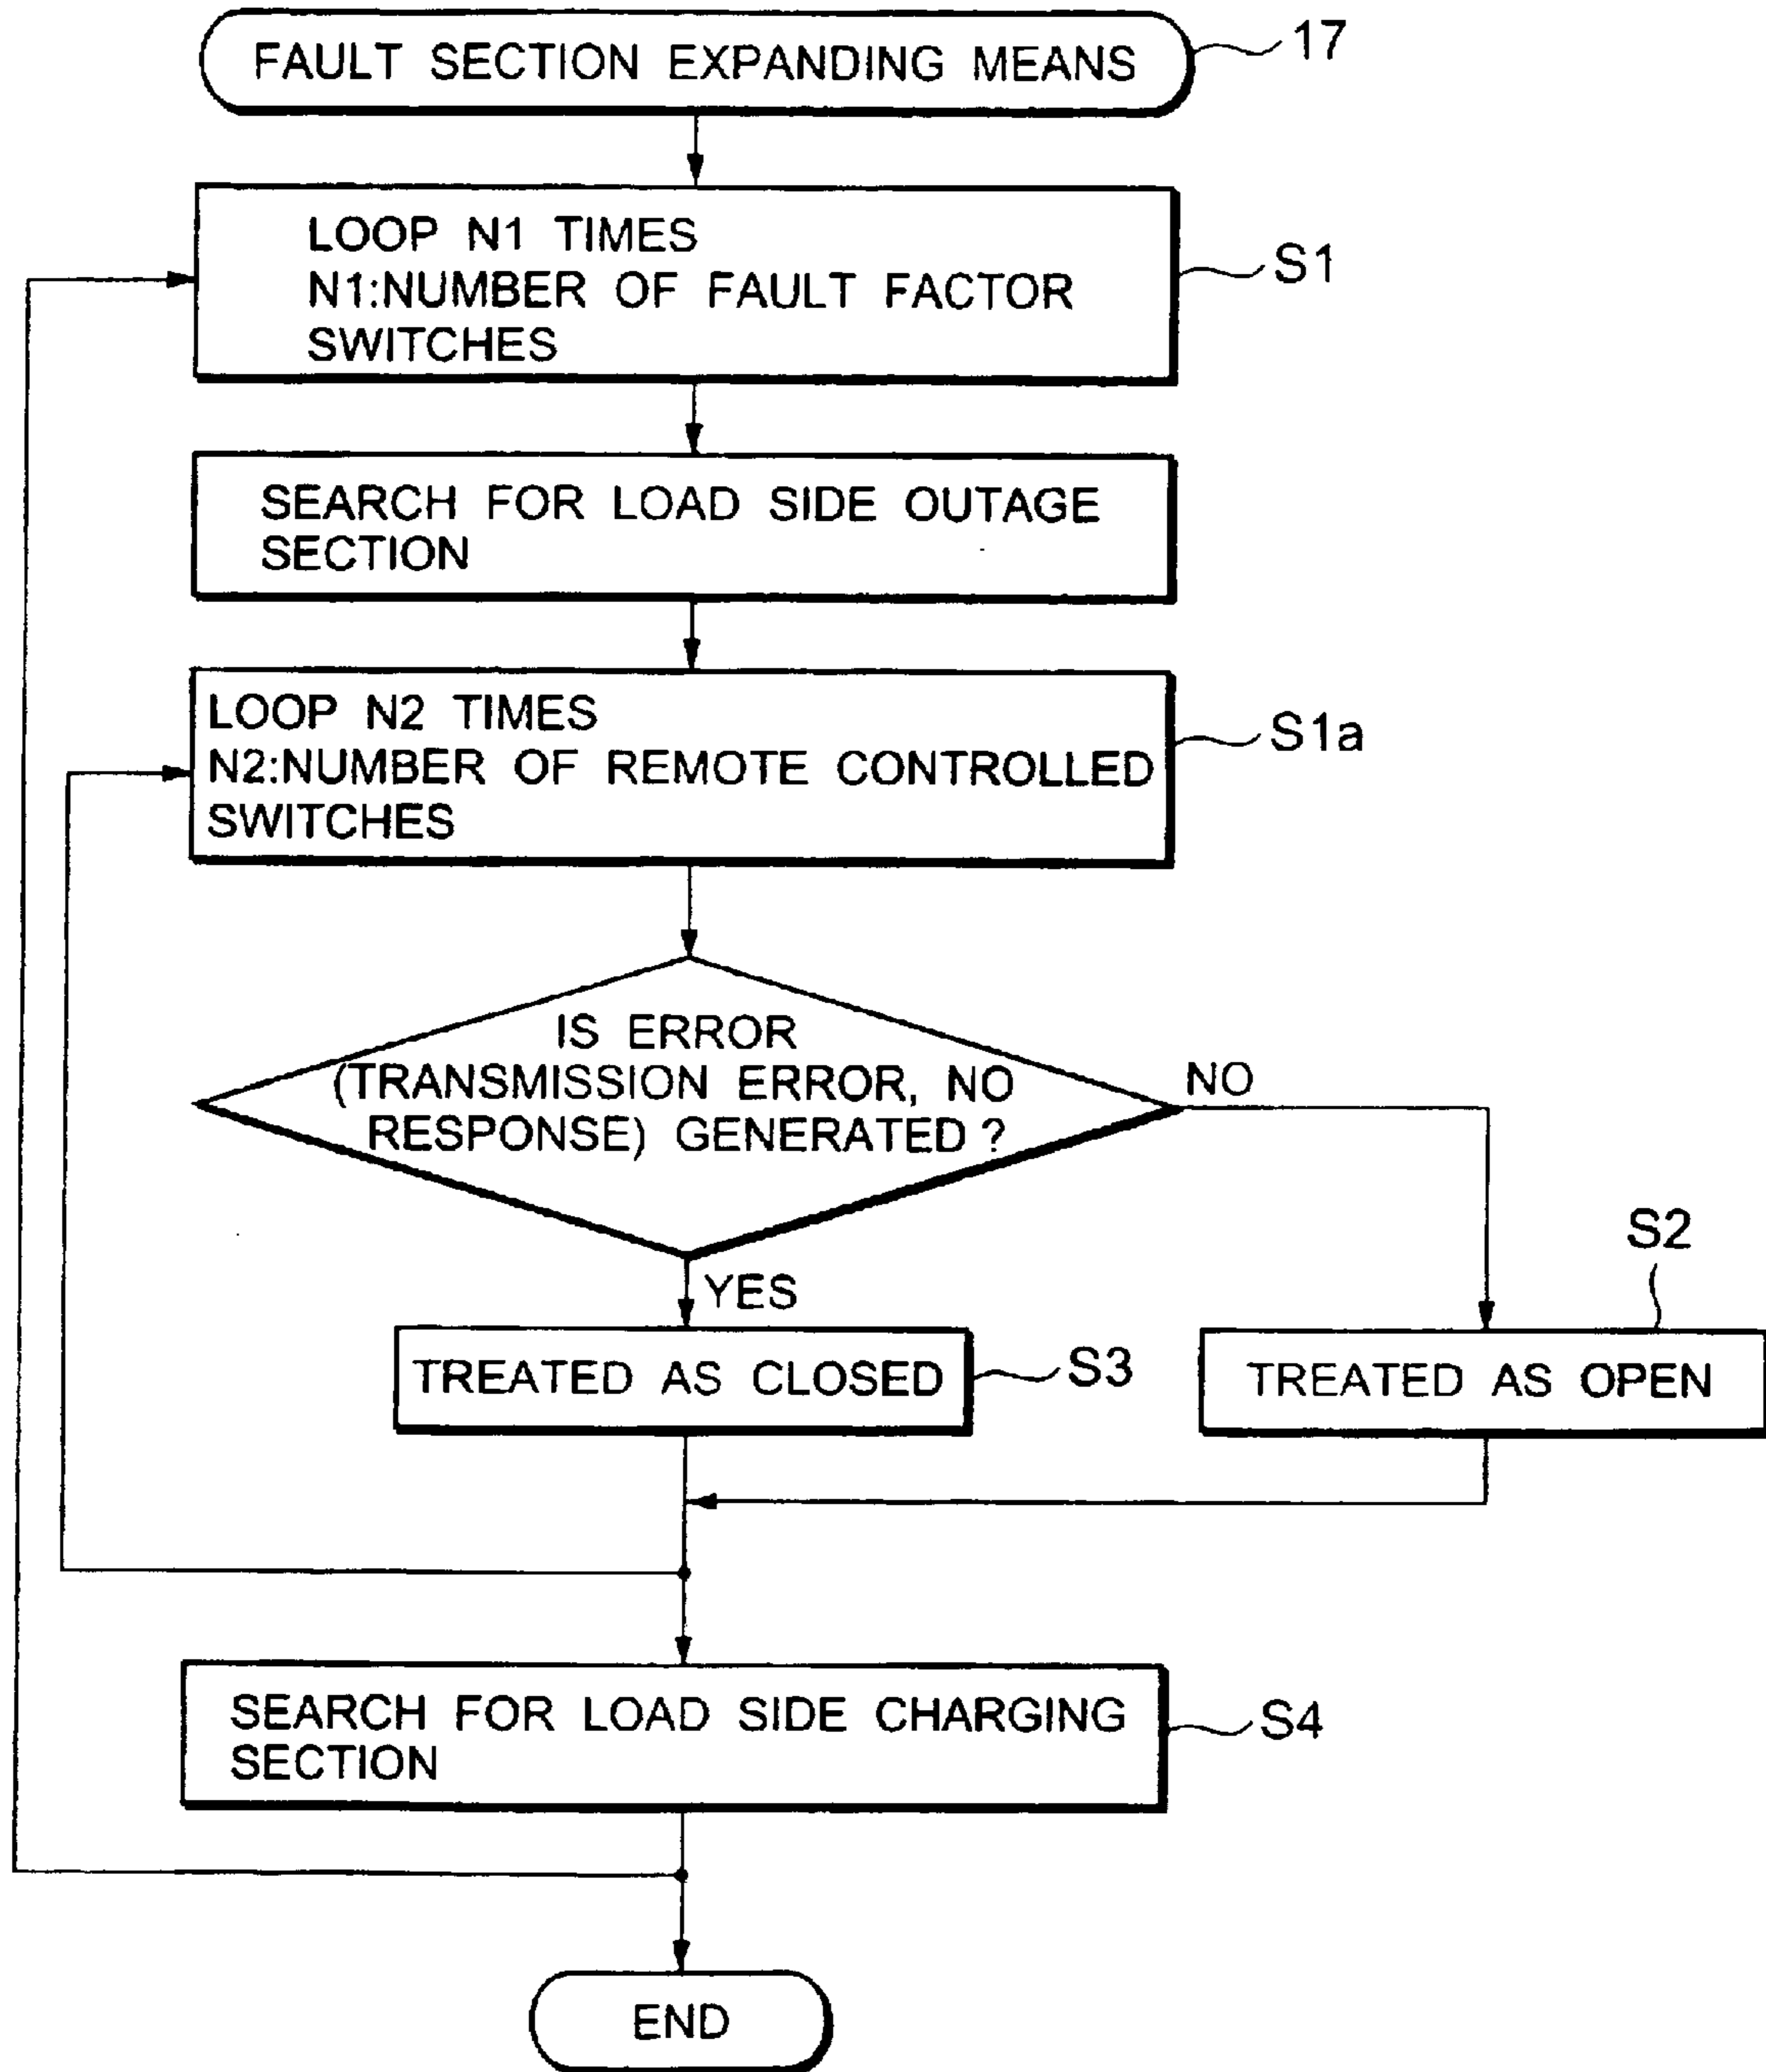 FAULT SECTION EXPANDING MEANS
17
LOOP N1 TIMES
N1:NUMBER OF FAULT FACTOR
SWITCHES
S1
SEARCH FOR LOAD SIDE OUTAGE
SECTION
LOOP N2 TIMES
N2:NUMBER OF REMOTE CONTROLLED
SWITCHES
S1a
IS ERROR
(TRANSMISSION ERROR, NO
RESPONSE) GENERATED ?
NO
YES
S2
TREATED AS CLOSED
S3
TREATED AS OPEN
SEARCH FOR LOAD SIDE CHARGING
SECTION
S4
END